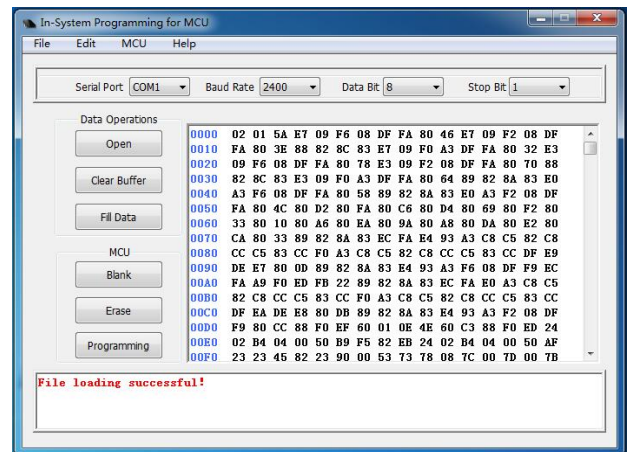 In-System Programming for MCU
File Edit MCU Help
Serial Port COM1 Baud Rate 2400 Data Bit 8 Stop Bit 1
Data Operations
Open
Clear Buffer
Fill Data
MCU
Blank
Erase
Programming
0000 02 01 5A E7 09 F6 08 DF FA 80 46 E7 09 F2 08 DF
0010 FA 80 3E 88 82 8C 83 E7 09 F0 A3 DF FA 80 32 E3
0020 09 F6 08 DF FA 80 78 E3 09 F2 08 DF FA 80 70 88
0030 82 8C 83 E3 09 F0 A3 DF FA 80 64 89 82 8A 83 E0
0040 A3 F6 08 DF FA 80 58 89 82 8A 83 E0 A3 F2 08 DF
0050 FA 80 4C 80 D2 80 FA 80 C6 80 D4 80 69 80 F2 80
0060 33 80 10 80 A6 80 EA 80 9A 80 A8 80 DA 80 E2 80
0070 CA 80 33 89 82 8A 83 EC FA E4 93 A3 C8 C5 82 C8
0080 CC C5 83 CC F0 A3 C8 C5 82 C8 CC C5 83 CC DF E9
0090 DE E7 80 0D 89 82 8A 83 E4 93 A3 F6 08 DF F9 EC
00A0 FA A9 F0 ED FB 22 89 82 8A 83 EC FA E0 A3 C8 C5
00B0 82 C8 CC C5 83 CC F0 A3 C8 C5 82 C8 CC C5 83 CC
00C0 DF EA DE E8 80 DB 89 82 8A 83 E4 93 A3 F2 08 DF
00D0 F9 80 CC 88 F0 EF 60 01 0E 4E 60 C3 88 F0 ED 24
00E0 02 B4 04 00 50 B9 F5 82 EB 24 02 B4 04 00 50 AF
00F0 23 23 45 82 23 90 00 53 73 78 08 7C 00 7D 00 7B
File loading successful!